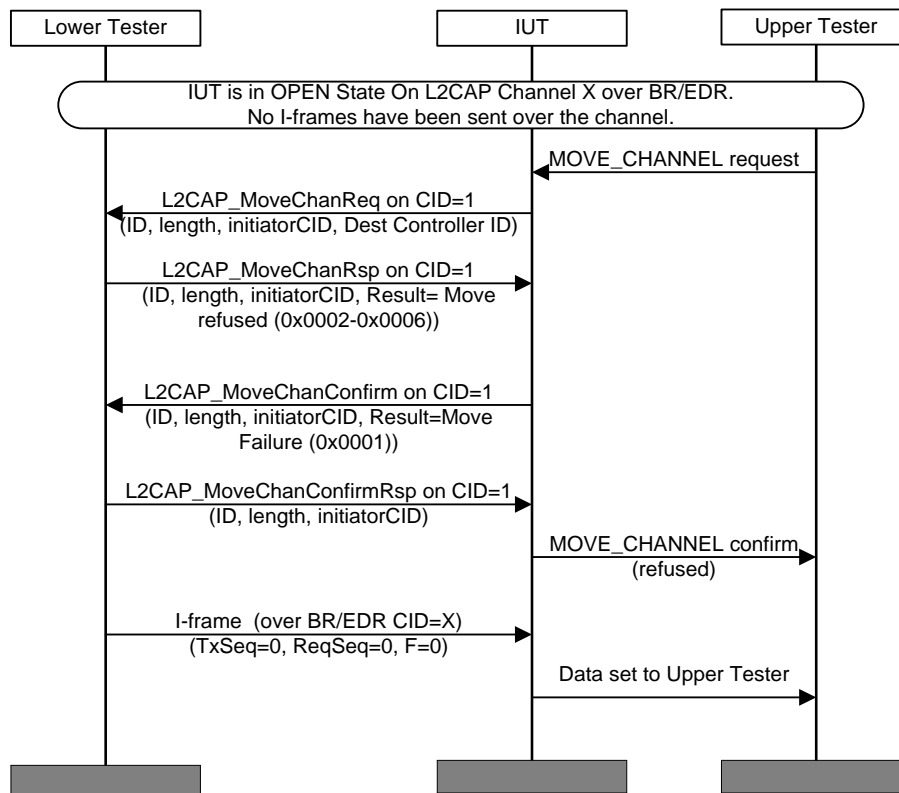 Lower Tester
IUT
Upper Tester
IUT is in OPEN State On L2CAP Channel X over BR/EDR.
No I-frames have been sent over the channel.
MOVE_CHANNEL request
L2CAP_MoveChanReq on CID=1
(ID, length, initiatorCID, Dest Controller ID)
L2CAP_MoveChanRsp on CID=1
(ID, length, initiatorCID, Result= Move
refused (0x0002-0x0006))
L2CAP_MoveChanConfirm on CID=1
(ID, length, initiatorCID, Result=Move
Failure (0x0001))
L2CAP_MoveChanConfirmRsp on CID=1
(ID, length, initiatorCID)
MOVE_CHANNEL confirm
(refused)
I-frame  (over BR/EDR CID=X)
(TxSeq=0, ReqSeq=0, F=0)
Data set to Upper Tester